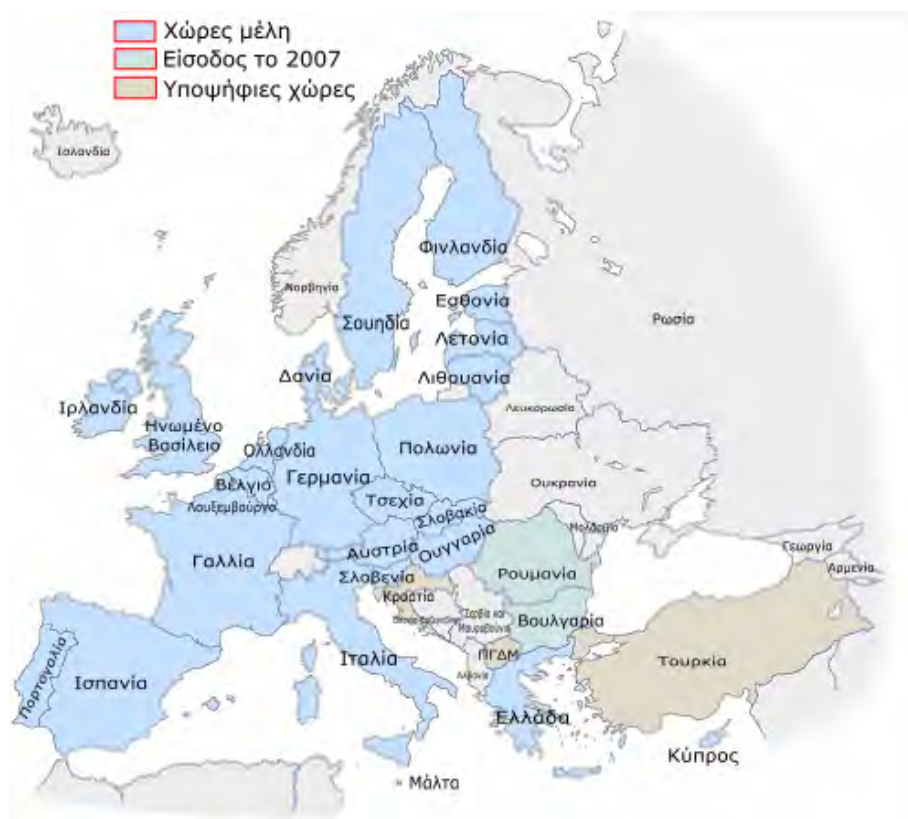 Χώρες μέλη
Είσοδος το 2007
Υποψήφιες χώρες
Ισλανδία
Φινλανδία
Νορβηγία
Εσθονία
Σουηδία
Ρωσία
Λετονία
Δανία
Λιθουανία
Ιρλανδία
Λευκορωσία
Ηνωμένο
Βασίλειο
Ολλανδία
Πολωνία
Γερμανία
Βέλγιο
Ουκρανία
Τσεχία
Λουξεμβούργο
Σλοβακία
Μολδαβία
Αυστρία
Ουγγαρία
Γεωργία
Γαλλία
Αρμενία
Ρουμανία
Σλοβενία
Κροατία
Σερβία και
Μαυροβούνιο
Βουλγαρία
Πορτογαλία
Ισπανία
Ιταλία
ΠΓΔΜ
Τουρκία
Αλβανία
Ελλάδα
Κύπρος
Μάλτα